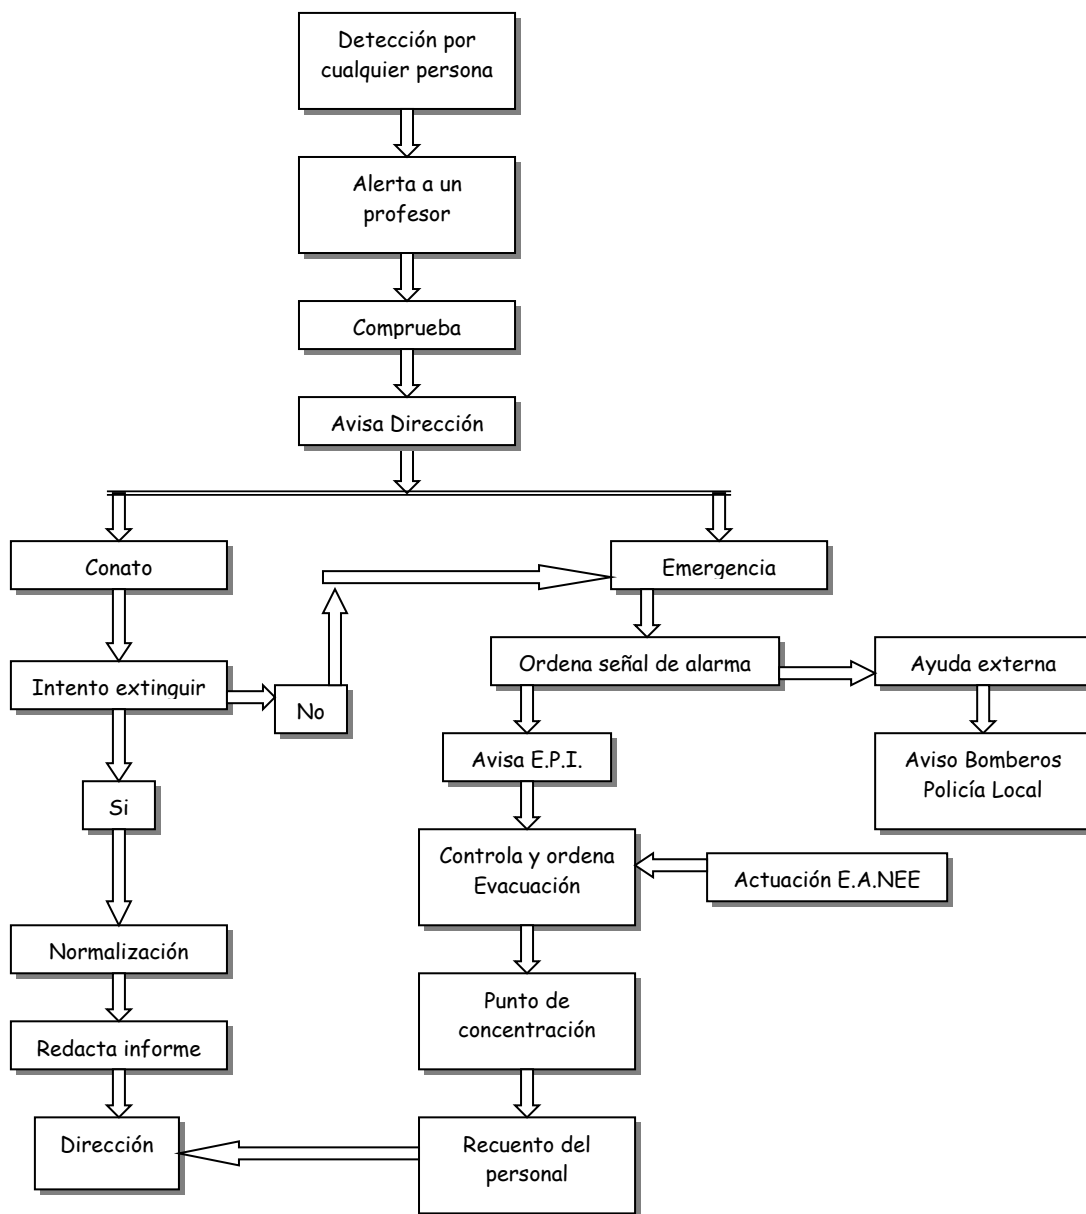 Detección por
cualquier persona
Alerta a un
profesor
Comprueba
Avisa Dirección
Conato
Emergencia
Intento extinguir
No
Ordena señal de alarma
Ayuda externa
Avisa E.P.I.
Aviso Bomberos
Policía Local
Si
Controla y ordena
Evacuación
Actuación E.A.NEE
Normalización
Punto de
concentración
Redacta informe
Dirección
Recuento del
personal